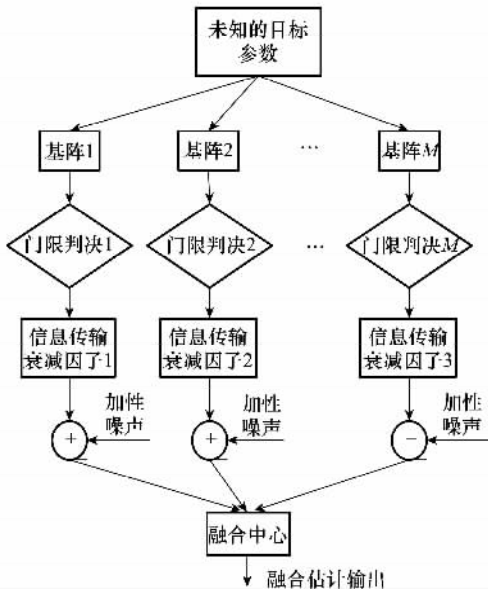 未知的目标
参数
基阵1
基阵2
…
基阵M
门限判决1
门限判决2
…
门限判决M
信息传输
衰减因了1
信息传输
衰减因了2
信息传输
衰减因了3
加性
噪声
+
加性
噪声
+
加性
噪声
−
融合中心
融合估计输出